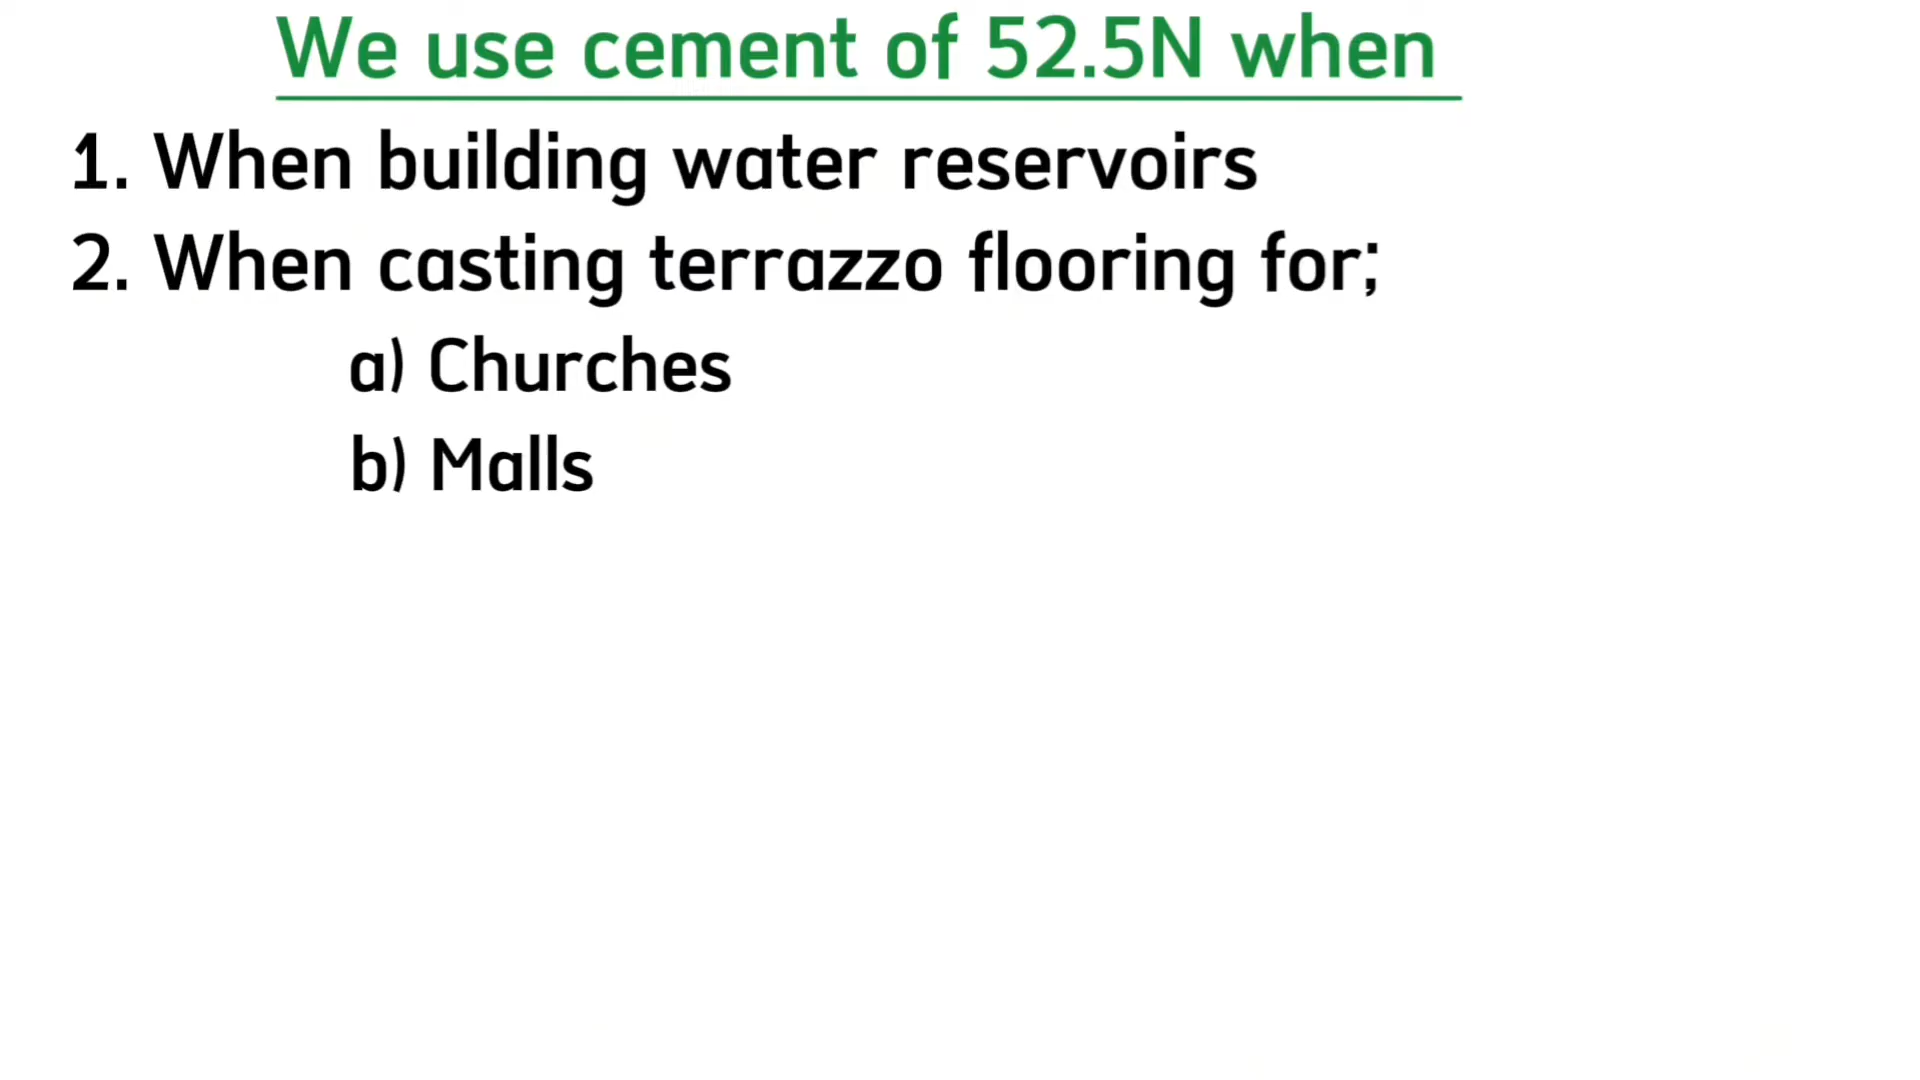 We use cement of 52.5N when
1. When building water reservoirs
2. When casting terrazzo flooring for;
a) Churches
b) Malls